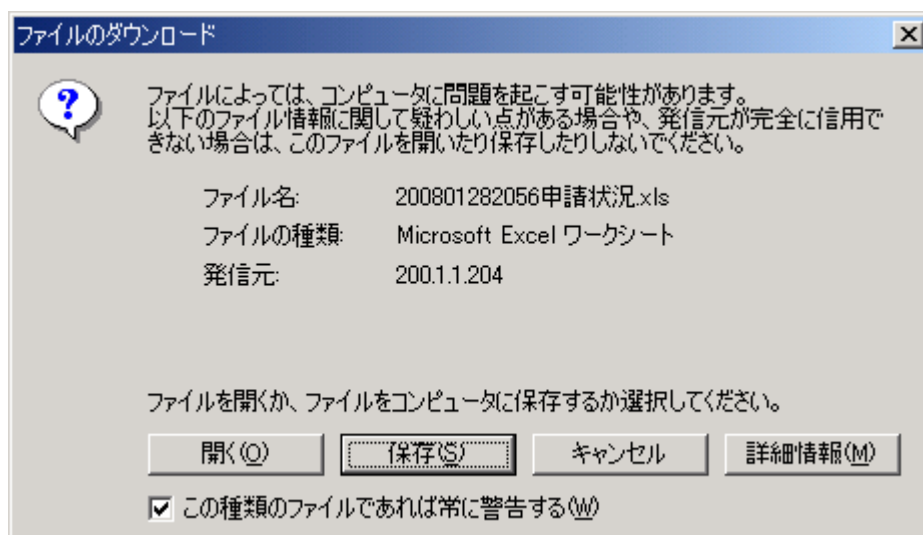 ファイルのダウンロード
ファイルによっては、コンピュータに問題を起こす可能性があります。
以下のファイル情報に関して疑わしい点がある場合や、発信元が完全に信用で
きない場合は、このファイルを開いたり保存したりしないでください。
ファイル名: 200801282056申請状況.xls
ファイルの種類: Microsoft Excel ワークシート
発信元: 200.1.1.204
ファイルを開くか、ファイルをコンピュータに保存するか選択してください。
開く(O) 保存(S) キャンセル 詳細情報(M)
この種類のファイルであれば常に警告する(W)